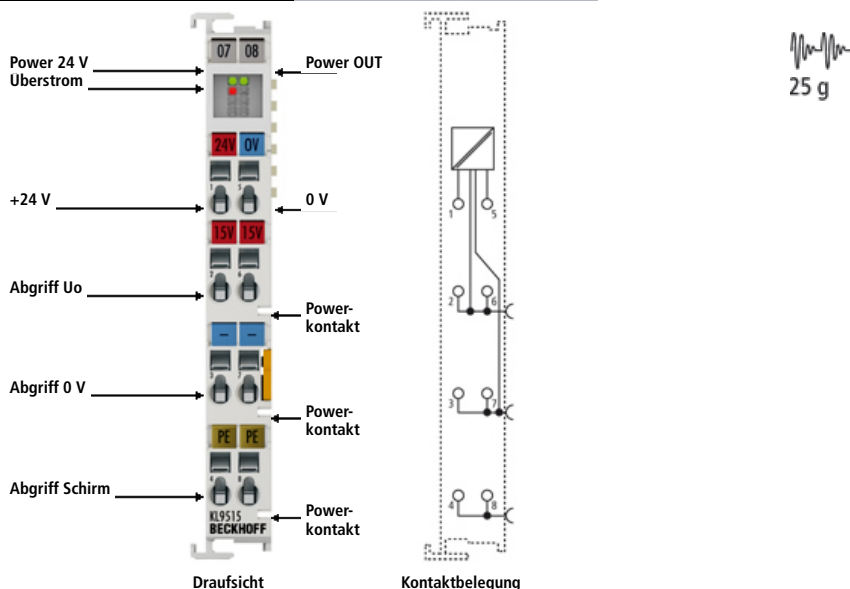 07 08
Power 24 V
Überstrom
Power OUT
25 g
24V 0V
1 5
+24 V
0 V
15V 15V
2 6
Abgriff Uo
Power-
kontakt
– –
3 7
Abgriff 0 V
Power-
kontakt
PE PE
4 8
Abgriff Schirm
KL9515
BECKHOFF
Power-
kontakt
1 5
2 6
3 7
4 8
Draufsicht
Kontaktbelegung